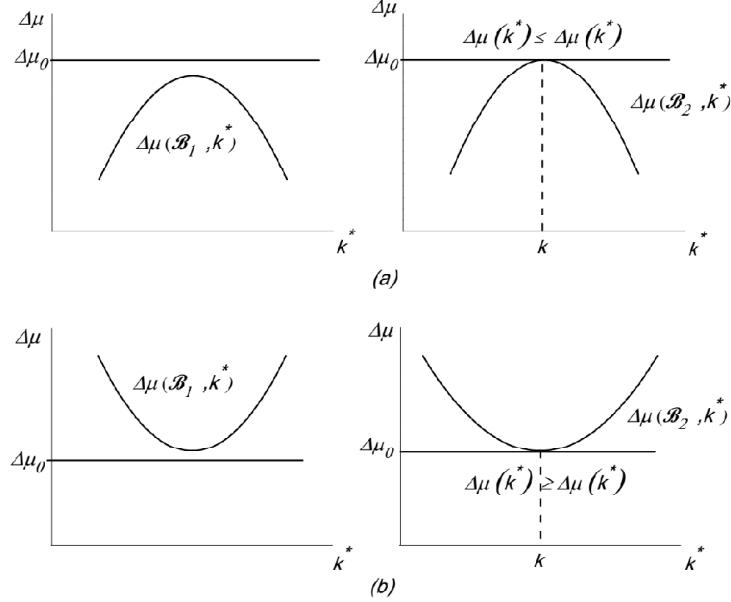 Δμ
Δμ₀
Δμ(ℬ₁,k*)
k*
Δμ
Δμ₀
Δμ(k*) ≤ Δμ(k*)
Δμ(ℬ₂,k*)
k
k*
(a)
Δμ
Δμ₀
Δμ(ℬ₁,k*)
k*
Δμ
Δμ₀
Δμ(ℬ₂,k*)
Δμ(k*) ≥ Δμ(k*)
k
k*
(b)